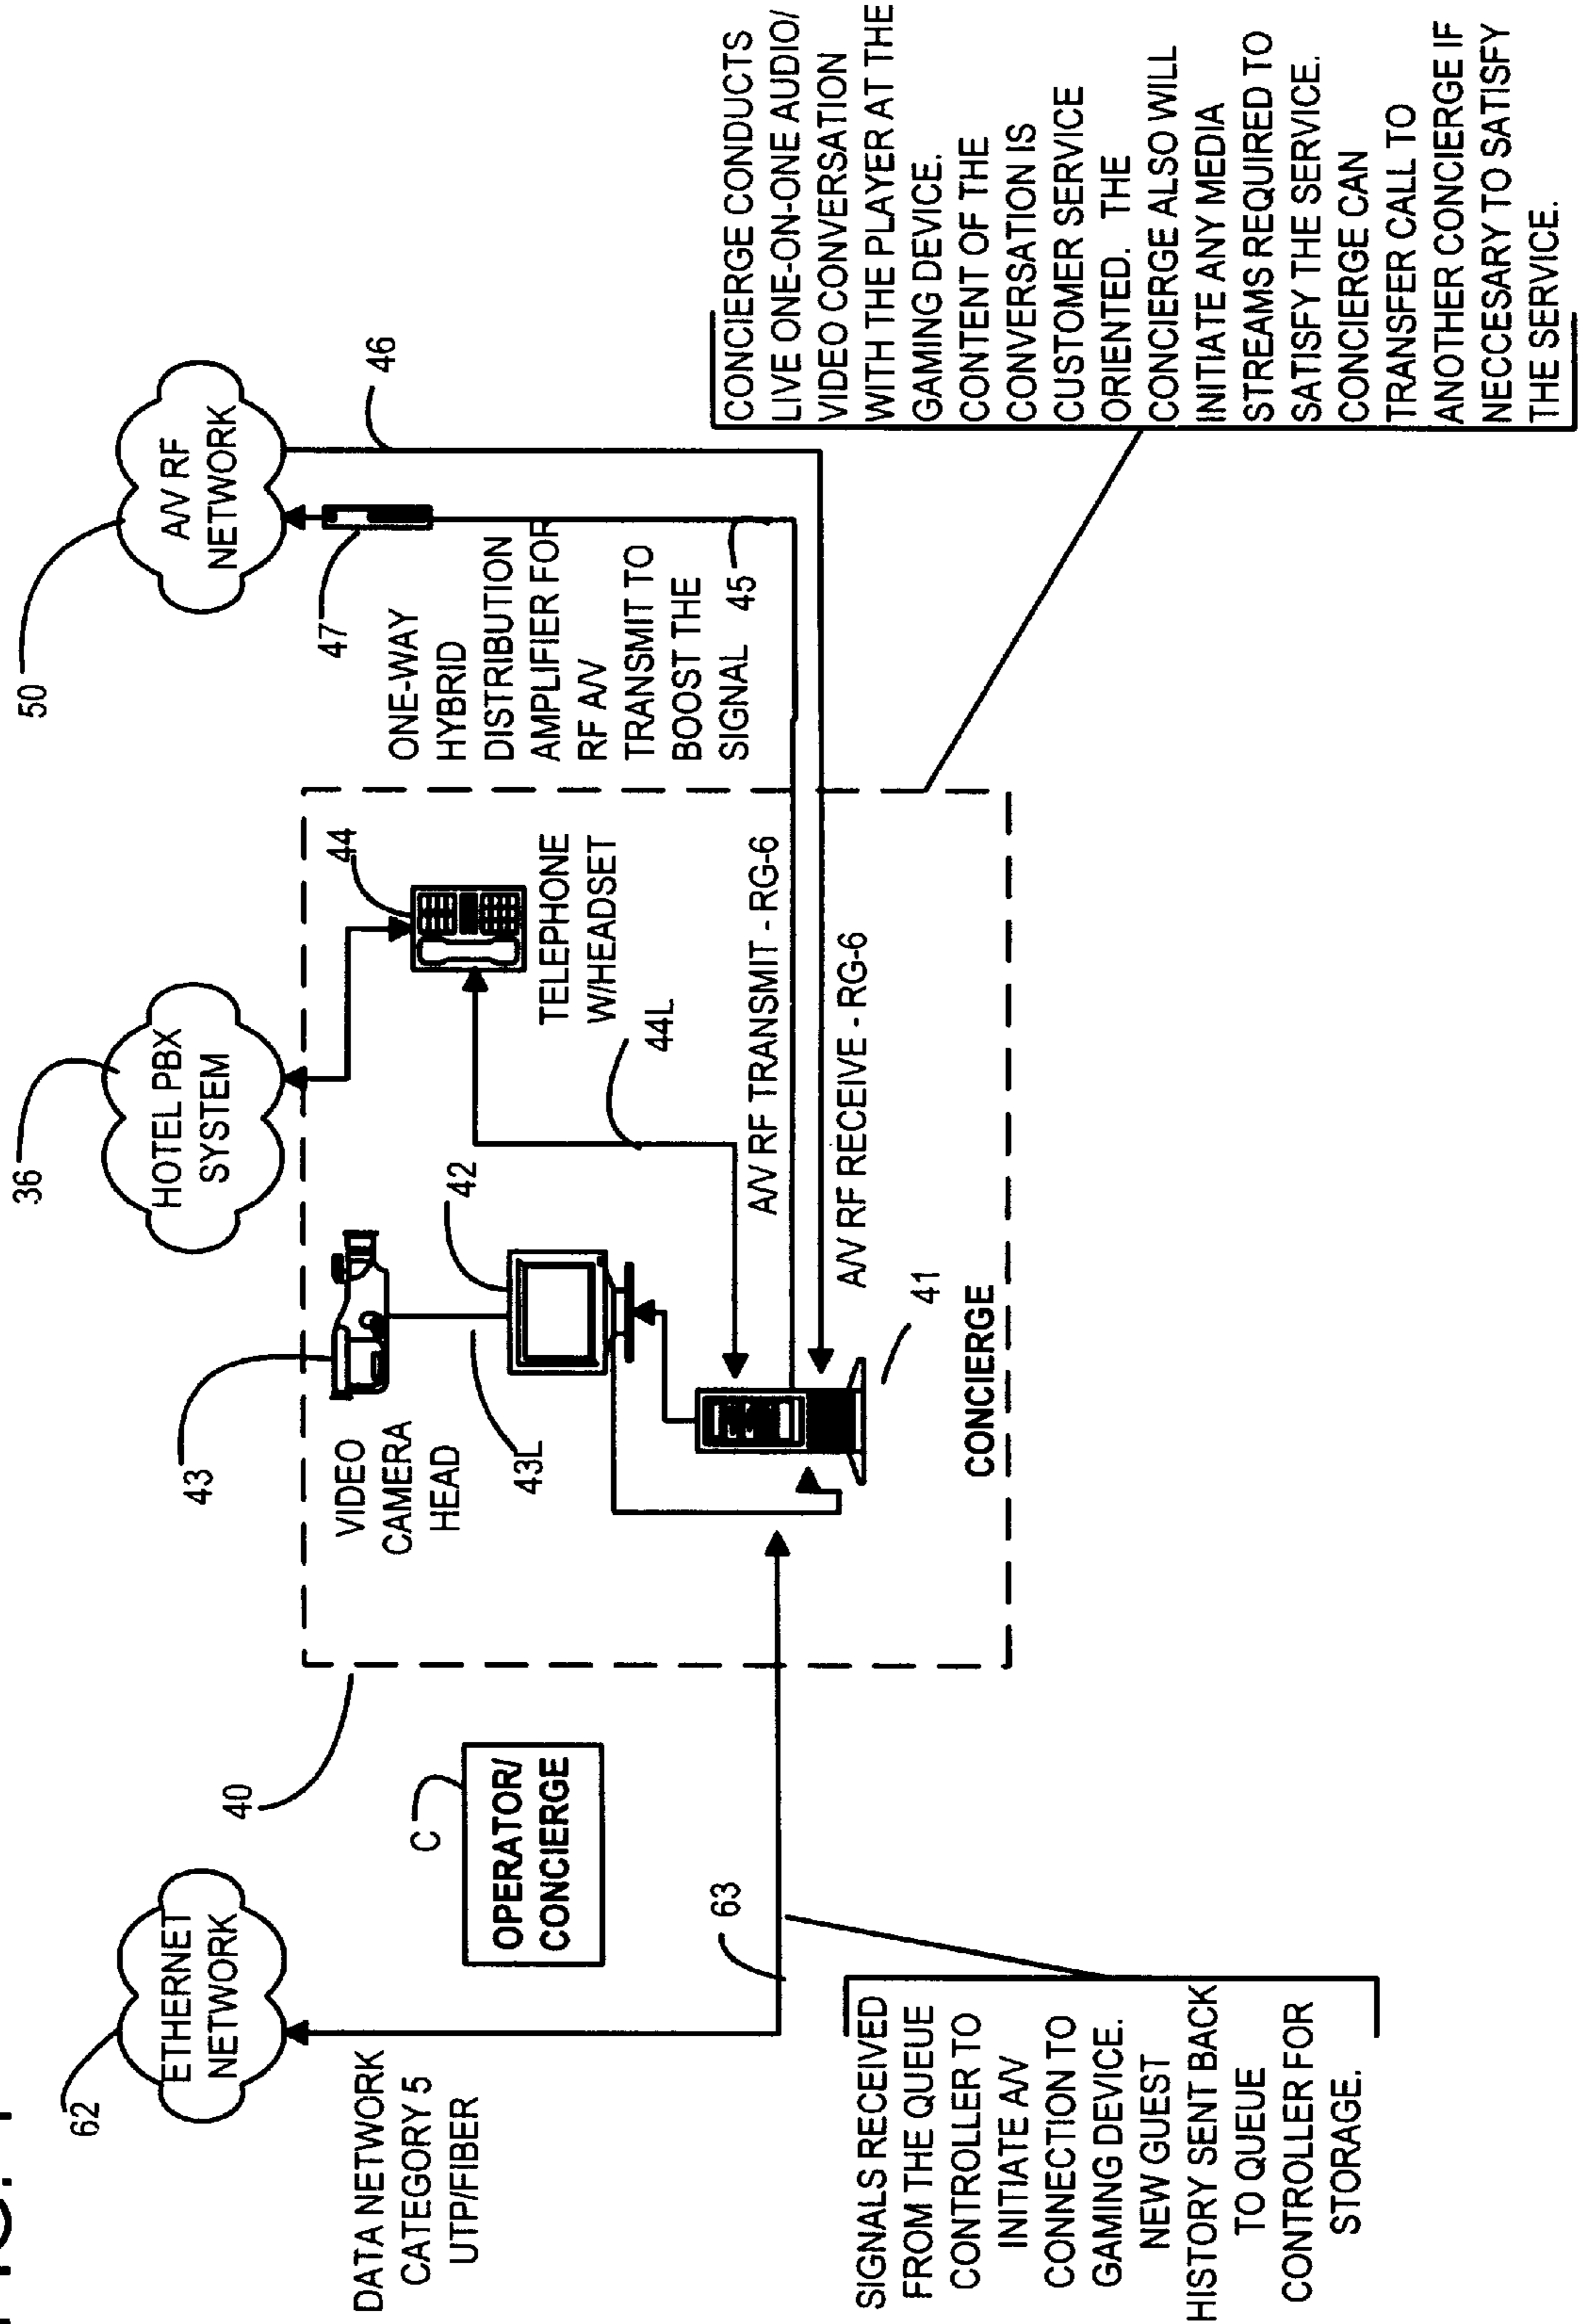 62
ETHERNET
NETWORK
DATA NETWORK
CATEGORY 5
UTP/FIBER
SIGNALS RECEIVED
FROM THE QUEUE
CONTROLLER TO
INITIATE A/V
CONNECTION TO
GAMING DEVICE.
NEW GUEST
HISTORY SENT BACK
TO QUEUE
CONTROLLER FOR
STORAGE.
63
C
OPERATOR/
CONCIERGE
40
36
HOTEL PBX
SYSTEM
43
VIDEO
CAMERA
HEAD
43L
42
44
TELEPHONE
W/HEADSET
44L
A/V RF TRANSMIT - RG-6
A/V RF RECEIVE - RG-6
41
CONCIERGE
50
A/V RF
NETWORK
47
46
ONE-WAY
HYBRID
DISTRIBUTION
AMPLIFIER FOR
RF A/V
TRANSMIT TO
BOOST THE
SIGNAL
45
CONCIERGE CONDUCTS
LIVE ONE-ON-ONE AUDIO/
VIDEO CONVERSATION
WITH THE PLAYER AT THE
GAMING DEVICE.
CONTENT OF THE
CONVERSATION IS
CUSTOMER SERVICE
ORIENTED. THE
CONCIERGE ALSO WILL
INITIATE ANY MEDIA
STREAMS REQUIRED TO
SATISFY THE SERVICE.
CONCIERGE CAN
TRANSFER CALL TO
ANOTHER CONCIERGE IF
NECCESARY TO SATISFY
THE SERVICE.